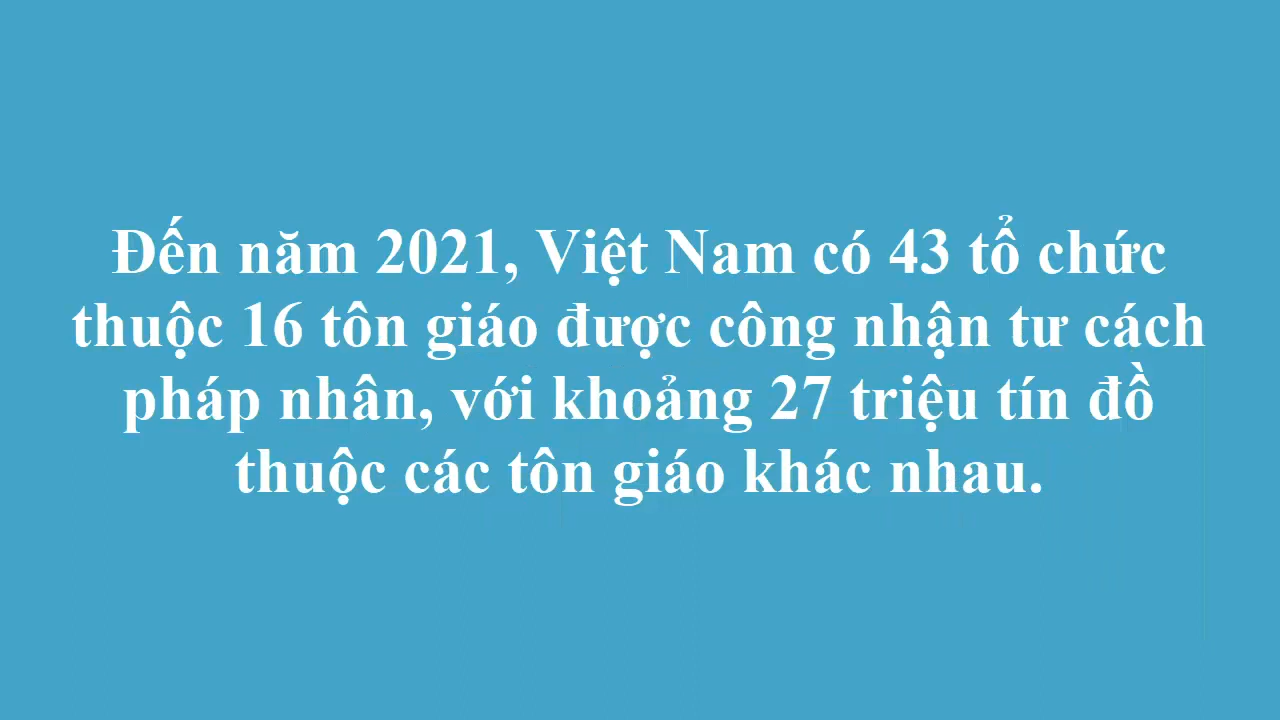 Đến năm 2021, Việt Nam có 43 tổ chức
thuộc 16 tôn giáo được công nhận tư cách
pháp nhân, với khoảng 27 triệu tín đồ
thuộc các tôn giáo khác nhau.